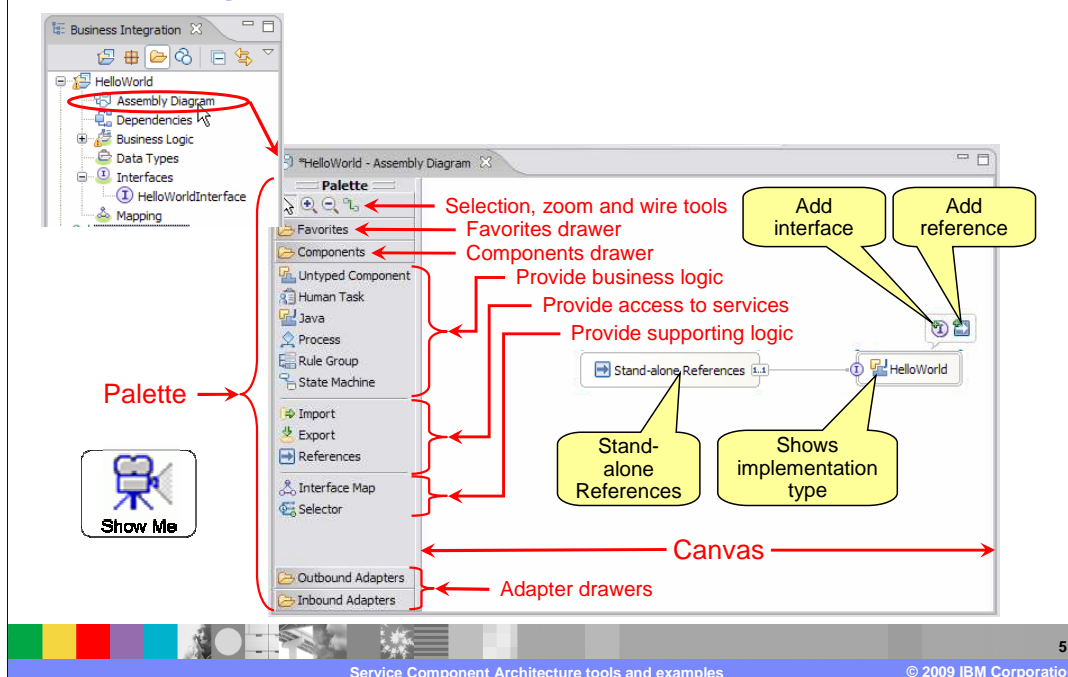 Business Integration
HelloWorld
Assembly Diagram
Dependencies
Business Logic
Data Types
Interfaces
HelloWorldInterface
Mapping
*HelloWorld - Assembly Diagram
Palette
Selection, zoom and wire tools
Favorites
Favorites drawer
Components
Components drawer
Untyped Component
Provide business logic
Human Task
Provide access to services
Java
Provide supporting logic
Process
Rule Group
State Machine
Import
Export
References
Interface Map
Selector
Outbound Adapters
Inbound Adapters
Adapter drawers
Palette
Show Me
Add
interface
Add
reference
Stand-alone References
1..1
HelloWorld
Stand-
alone
References
Shows
implementation
type
Canvas
5
Service Component Architecture tools and examples
© 2009 IBM Corporatio